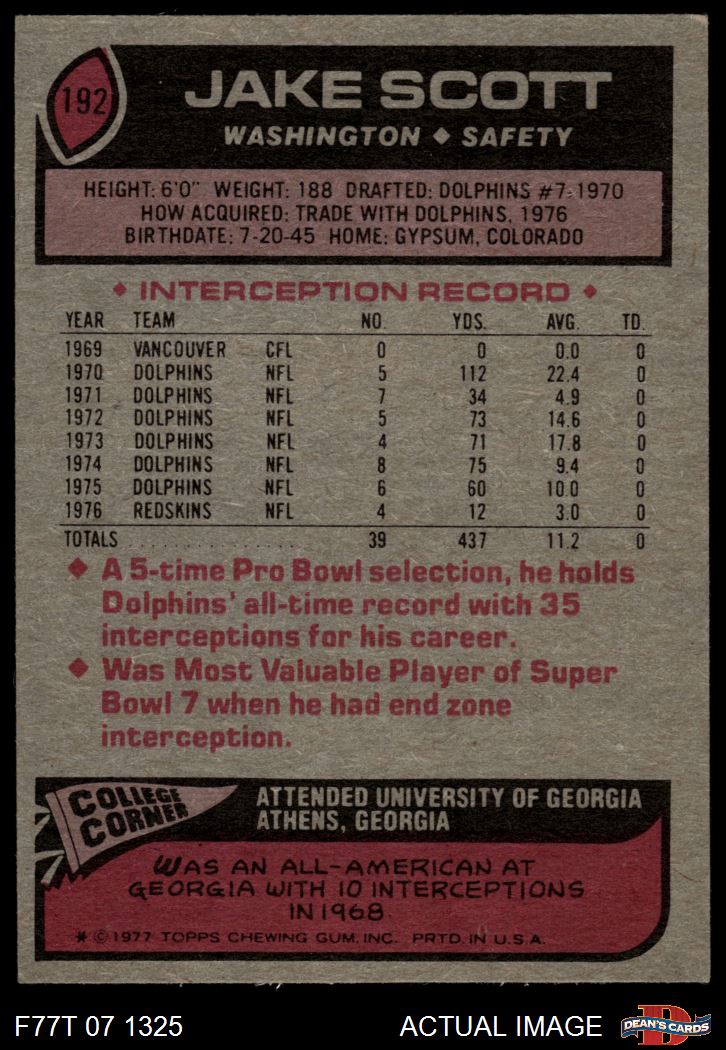 192
JAKE SCOTT
WASHINGTON ♦ SAFETY
HEIGHT: 6'0" WEIGHT: 188 DRAFTED: DOLPHINS #7-1970
HOW ACQUIRED: TRADE WITH DOLPHINS, 1976
BIRTHDATE: 7-20-45 HOME: GYPSUM, COLORADO
♦ INTERCEPTION RECORD ♦
YEAR TEAM NO. YDS. AVG. TD.
1969 VANCOUVER CFL 0 0 0.0 0
1970 DOLPHINS NFL 5 112 22.4 0
1971 DOLPHINS NFL 7 34 4.9 0
1972 DOLPHINS NFL 5 73 14.6 0
1973 DOLPHINS NFL 4 71 17.8 0
1974 DOLPHINS NFL 8 75 9.4 0
1975 DOLPHINS NFL 6 60 10.0 0
1976 REDSKINS NFL 4 12 3.0 0
TOTALS . . . . . . . . . . . . . . 39 437 11.2 0
♦ A 5-time Pro Bowl selection, he holds
Dolphins' all-time record with 35
interceptions for his career.
♦ Was Most Valuable Player of Super
Bowl 7 when he had end zone
interception.
COLLEGE
CORNER
ATTENDED UNIVERSITY OF GEORGIA
ATHENS, GEORGIA
WAS AN ALL-AMERICAN AT
GEORGIA WITH 10 INTERCEPTIONS
IN 1968.
* © 1977 TOPPS CHEWING GUM, INC. PRTD. IN U.S.A.
F77T 07 1325
ACTUAL IMAGE
D
DEAN'S CARDS